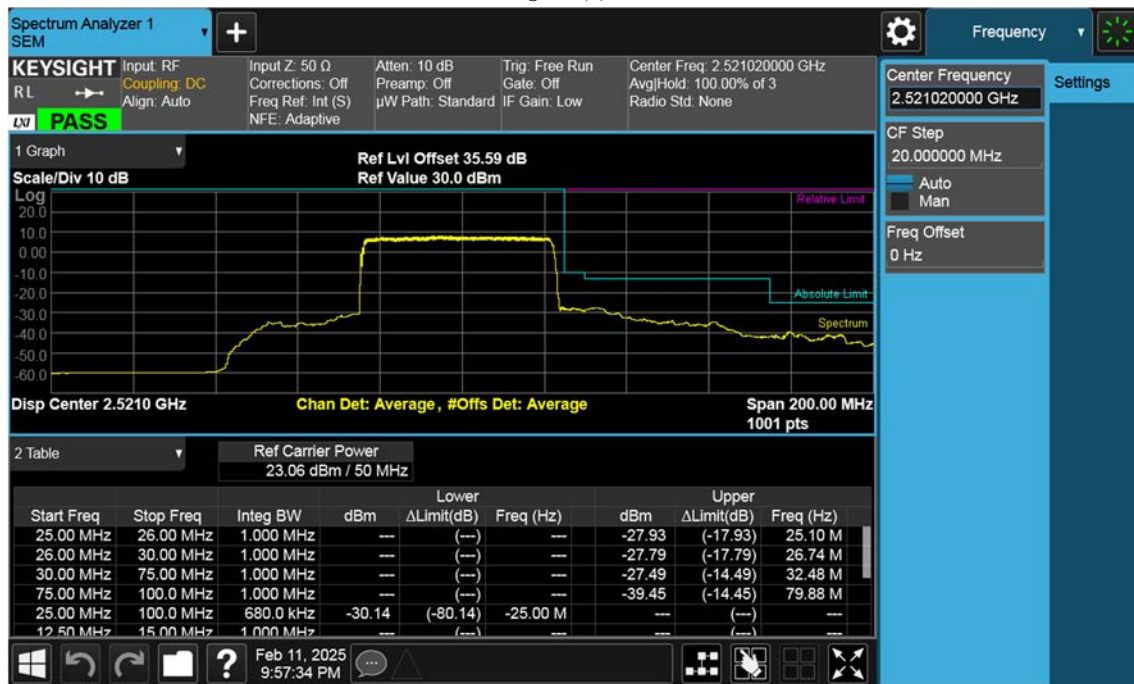 Spectrum Analyzer 1
SEM
+
Frequency
KEYSIGHT
RL
LXI PASS
Input: RF
Coupling: DC
Align: Auto
Input Z: 50 Ω
Corrections: Off
Freq Ref: Int (S)
NFE: Adaptive
Atten: 10 dB
Preamp: Off
µW Path: Standard
Trig: Free Run
Gate: Off
IF Gain: Low
Center Freq: 2.521020000 GHz
Avg|Hold: 100.00% of 3
Radio Std: None
Center Frequency
2.521020000 GHz
Settings
CF Step
20.000000 MHz
Auto
Man
Freq Offset
0 Hz
1 Graph
Scale/Div 10 dB
Ref Lvl Offset 35.59 dB
Ref Value 30.0 dBm
Log
20.0
10.0
0.00
-10.0
-20.0
-30.0
-40.0
-50.0
-60.0
Relative Limit
Absolute Limit
Spectrum
Disp Center 2.5210 GHz
Chan Det: Average, #Offs Det: Average
Span 200.00 MHz
1001 pts
2 Table
Ref Carrier Power
23.06 dBm / 50 MHz
Lower Upper
Start Freq Stop Freq Integ BW dBm ΔLimit(dB) Freq (Hz) dBm ΔLimit(dB) Freq (Hz)
25.00 MHz 26.00 MHz 1.000 MHz --- (---) --- -27.93 (-17.93) 25.10 M
26.00 MHz 30.00 MHz 1.000 MHz --- (---) --- -27.79 (-17.79) 26.74 M
30.00 MHz 75.00 MHz 1.000 MHz --- (---) --- -27.49 (-14.49) 32.48 M
75.00 MHz 100.0 MHz 1.000 MHz --- (---) --- -39.45 (-14.45) 79.88 M
25.00 MHz 100.0 MHz 680.0 kHz -30.14 (-80.14) -25.00 M --- (---) ---
12.50 MHz 15.00 MHz 1.000 MHz --- (---) --- --- (---) ---
?
Feb 11, 2025
9:57:34 PM